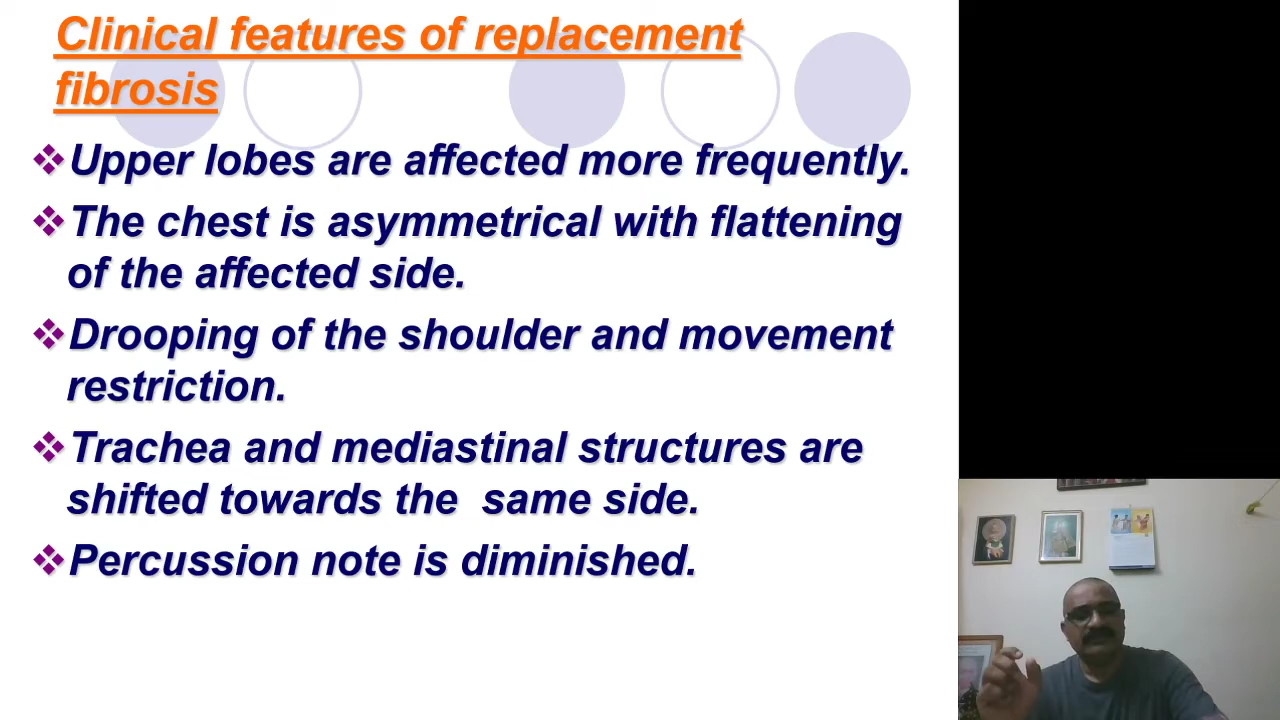 Clinical features of replacement
fibrosis
Upper lobes are affected more frequently.
The chest is asymmetrical with flattening
of the affected side.
Drooping of the shoulder and movement
restriction.
Trachea and mediastinal structures are
shifted towards the same side.
Percussion note is diminished.